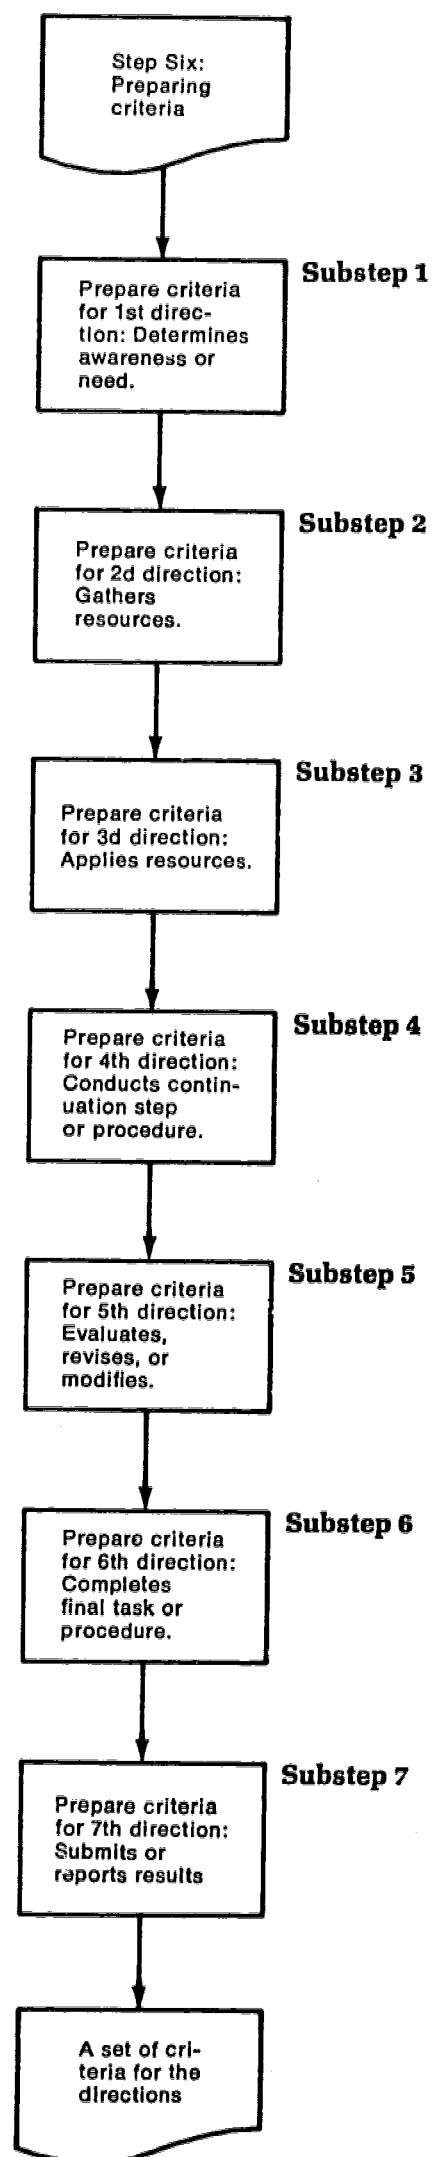 Step Six:
Preparing
criteria
Substep 1
Prepare criteria
for 1st direc-
tion: Determines
awareness or
need.
Substep 2
Prepare criteria
for 2d direction:
Gathers
resources.
Substep 3
Prepare criteria
for 3d direction:
Applies resources.
Substep 4
Prepare criteria
for 4th direction:
Conducts contin-
uation step
or procedure.
Substep 5
Prepare criteria
for 5th direction:
Evaluates,
revises, or
modifies.
Substep 6
Prepare criteria
for 6th direction:
Completes
final task or
procedure.
Substep 7
Prepare criteria
for 7th direction:
Submits or
reports results
A set of cri-
teria for the
directions